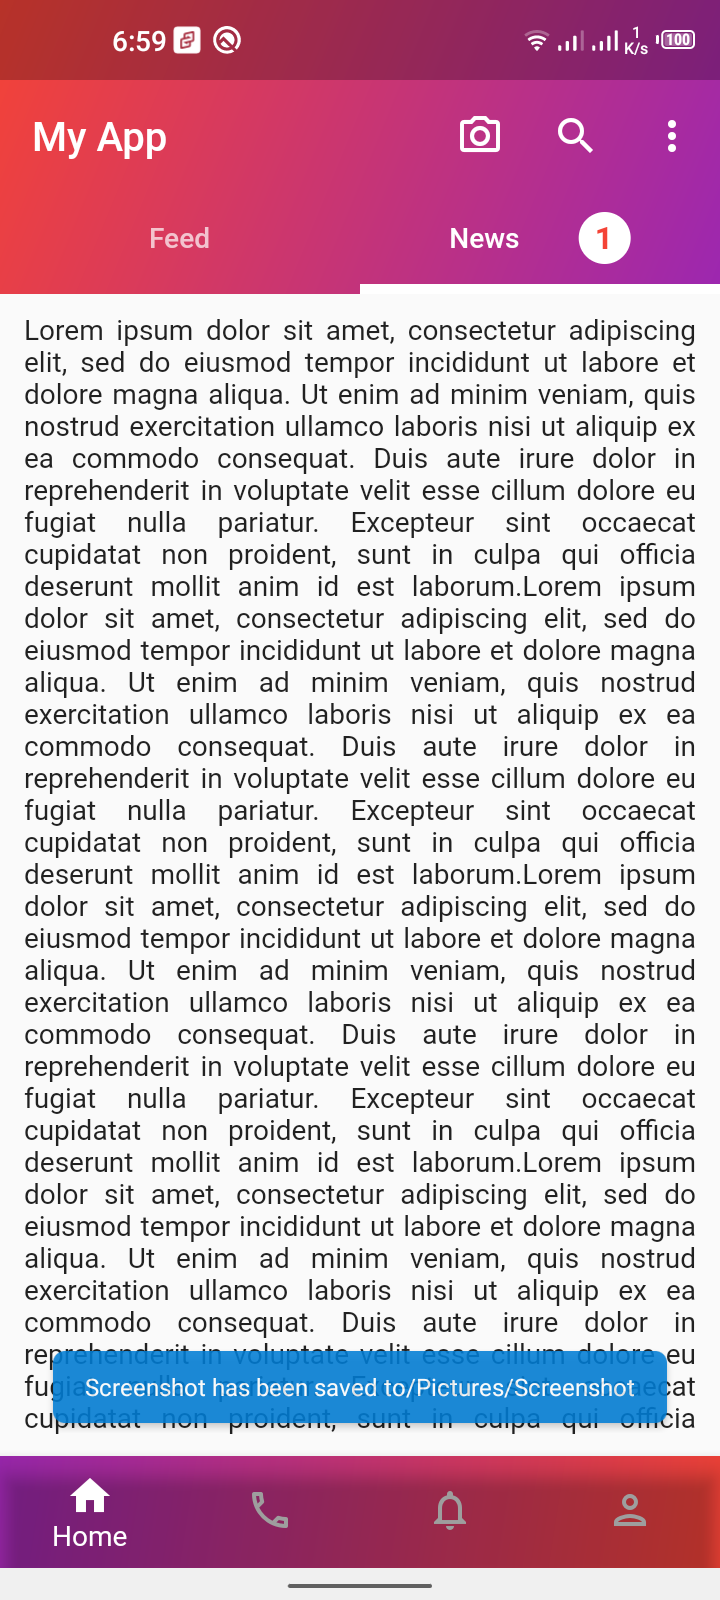 6:59
1
K/s
100
My App
Feed
News
1
Lorem ipsum dolor sit amet, consectetur adipiscing
elit, sed do eiusmod tempor incididunt ut labore et
dolore magna aliqua. Ut enim ad minim veniam, quis
nostrud exercitation ullamco laboris nisi ut aliquip ex
ea commodo consequat. Duis aute irure dolor in
reprehenderit in voluptate velit esse cillum dolore eu
fugiat nulla pariatur. Excepteur sint occaecat
cupidatat non proident, sunt in culpa qui officia
deserunt mollit anim id est laborum.Lorem ipsum
dolor sit amet, consectetur adipiscing elit, sed do
eiusmod tempor incididunt ut labore et dolore magna
aliqua. Ut enim ad minim veniam, quis nostrud
exercitation ullamco laboris nisi ut aliquip ex ea
commodo consequat. Duis aute irure dolor in
reprehenderit in voluptate velit esse cillum dolore eu
fugiat nulla pariatur. Excepteur sint occaecat
cupidatat non proident, sunt in culpa qui officia
deserunt mollit anim id est laborum.Lorem ipsum
dolor sit amet, consectetur adipiscing elit, sed do
eiusmod tempor incididunt ut labore et dolore magna
aliqua. Ut enim ad minim veniam, quis nostrud
exercitation ullamco laboris nisi ut aliquip ex ea
commodo consequat. Duis aute irure dolor in
reprehenderit in voluptate velit esse cillum dolore eu
fugiat nulla pariatur. Excepteur sint occaecat
cupidatat non proident, sunt in culpa qui officia
deserunt mollit anim id est laborum.Lorem ipsum
dolor sit amet, consectetur adipiscing elit, sed do
eiusmod tempor incididunt ut labore et dolore magna
aliqua. Ut enim ad minim veniam, quis nostrud
exercitation ullamco laboris nisi ut aliquip ex ea
commodo consequat. Duis aute irure dolor in
reprehenderit in voluptate velit esse cillum dolore eu
Screenshot has been saved to/Pictures/Screenshot
cupidatat non proident, sunt in culpa qui officia
Home